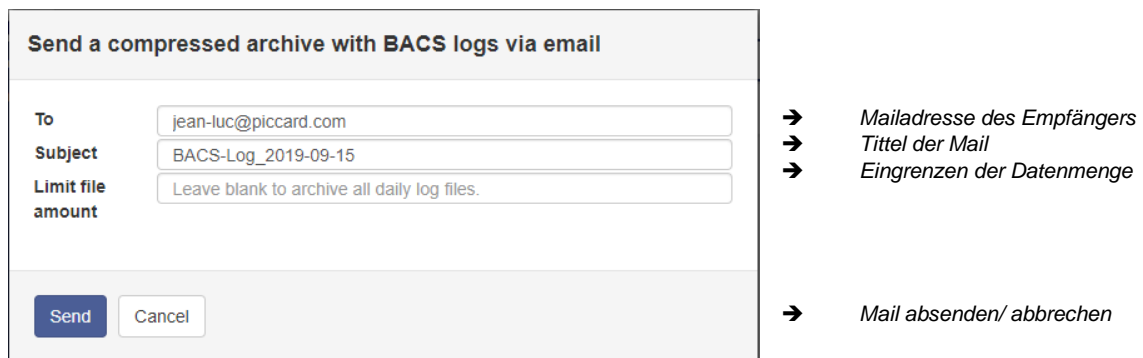 Send a compressed archive with BACS logs via email
To jean-luc@piccard.com ➔ Mailadresse des Empfängers
Subject BACS-Log_2019-09-15 ➔ Tittel der Mail
Limit file amount Leave blank to archive all daily log files. ➔ Eingrenzen der Datenmenge
Send Cancel ➔ Mail absenden/ abbrechen